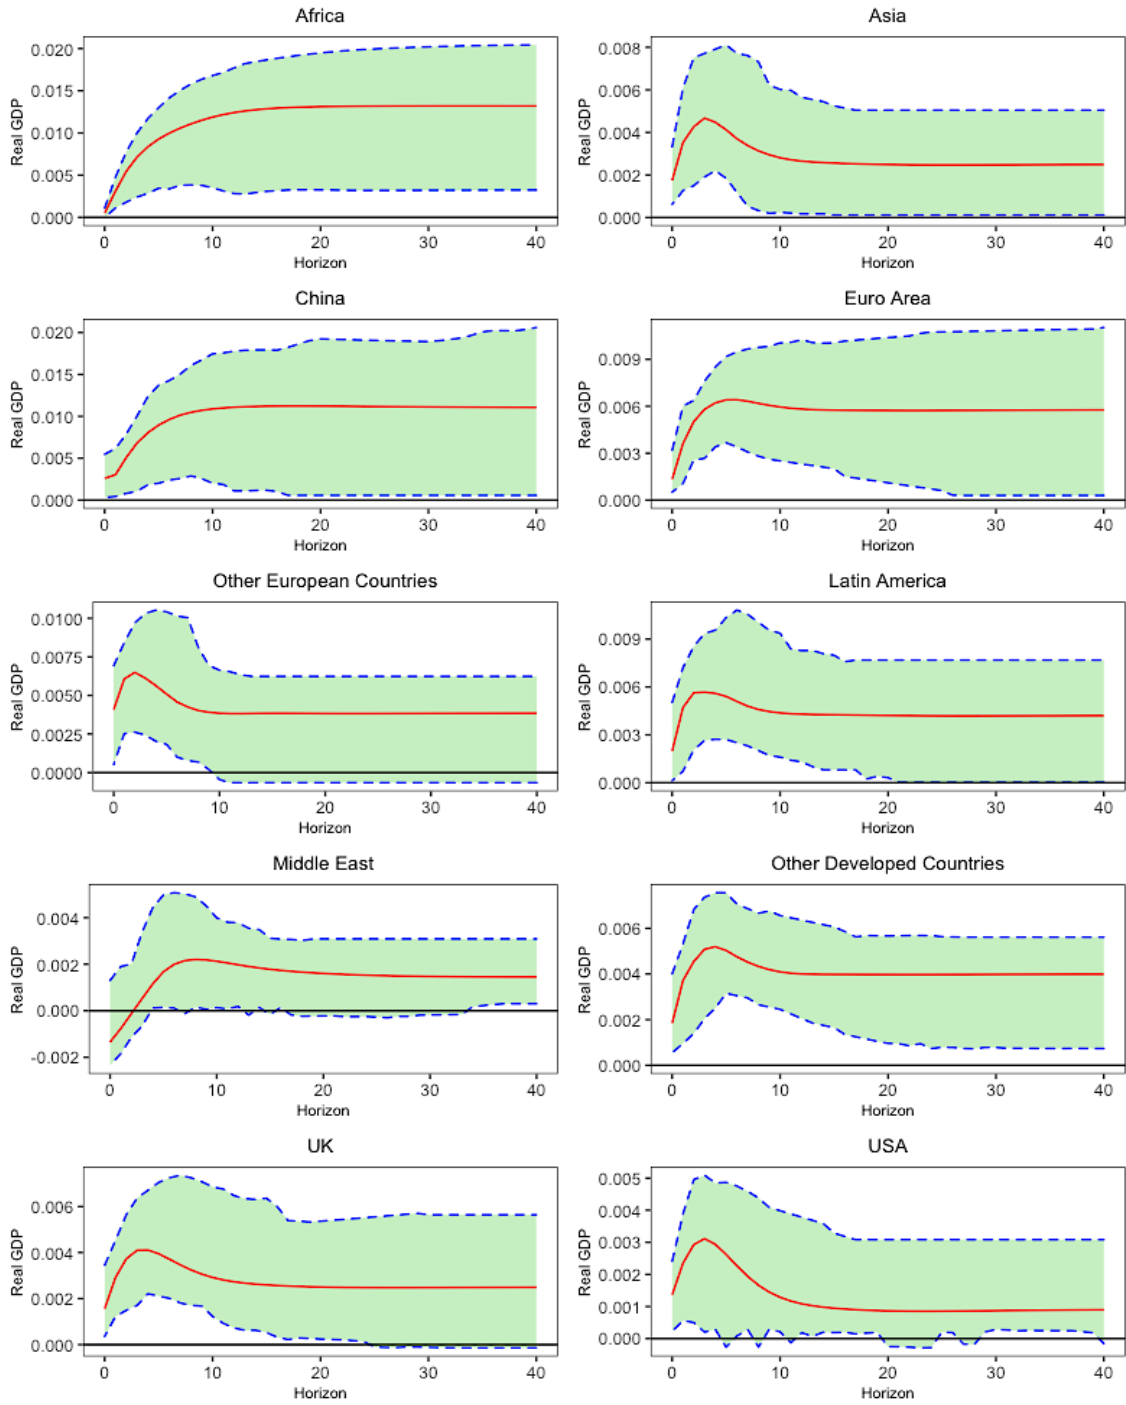 Africa
Real GDP
0.020
0.015
0.010
0.005
0.000
0 10 20 30 40
Horizon
Asia
Real GDP
0.008
0.006
0.004
0.002
0.000
0 10 20 30 40
Horizon
China
Real GDP
0.020
0.015
0.010
0.005
0.000
0 10 20 30 40
Horizon
Euro Area
Real GDP
0.009
0.006
0.003
0.000
0 10 20 30 40
Horizon
Other European Countries
Real GDP
0.0100
0.0075
0.0050
0.0025
0.0000
0 10 20 30 40
Horizon
Latin America
Real GDP
0.009
0.006
0.003
0.000
0 10 20 30 40
Horizon
Middle East
Real GDP
0.004
0.002
0.000
-0.002
0 10 20 30 40
Horizon
Other Developed Countries
Real GDP
0.006
0.004
0.002
0.000
0 10 20 30 40
Horizon
UK
Real GDP
0.006
0.004
0.002
0.000
0 10 20 30 40
Horizon
USA
Real GDP
0.005
0.004
0.003
0.002
0.001
0.000
0 10 20 30 40
Horizon